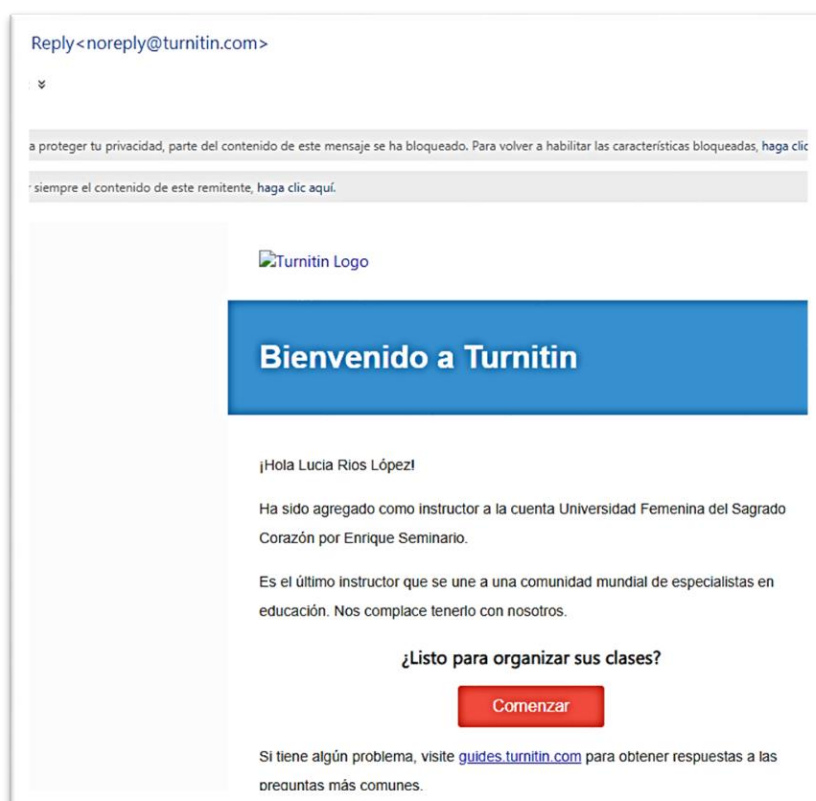 Reply<noreply@turnitin.com>
a proteger tu privacidad, parte del contenido de este mensaje se ha bloqueado. Para volver a habilitar las características bloqueadas, haga clic
siempre el contenido de este remitente, haga clic aquí.
Turnitin Logo
Bienvenido a Turnitin
¡Hola Lucia Rios López!
Ha sido agregado como instructor a la cuenta Universidad Femenina del Sagrado
Corazón por Enrique Seminario.
Es el último instructor que se une a una comunidad mundial de especialistas en
educación. Nos complace tenerlo con nosotros.
¿Listo para organizar sus clases?
Comenzar
Si tiene algún problema, visite guides.turnitin.com para obtener respuestas a las
preguntas más comunes.